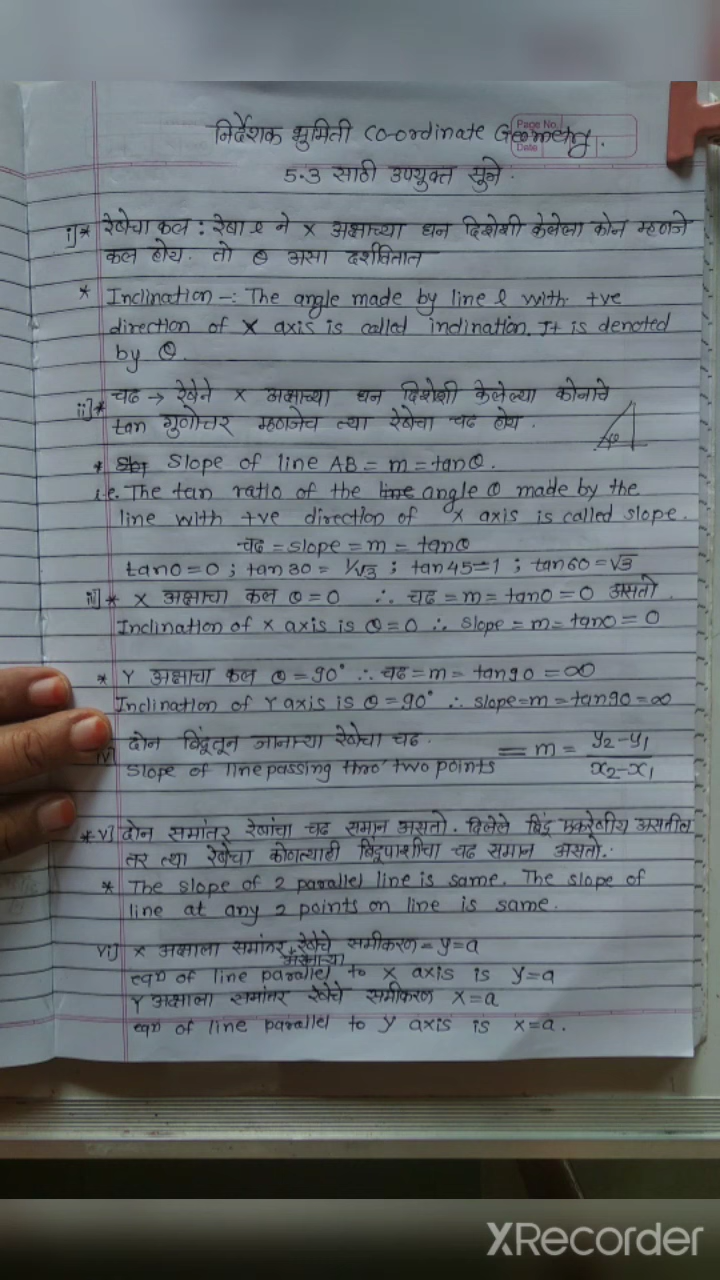 निर्देशक भुमिती Co-ordinate Geometry.
Page No.
Date
5.3 साठी उपयुक्त सुत्रे.
i] * रेषेचा कल : रेषा l ने X अक्षाच्या धन दिशेशी केलेला कोन म्हणजे
कल होय. तो θ असा दर्शवितात
* Inclination -: The angle made by line l with +ve
direction of X axis is called inclination. It is denoted
by θ.
ii] * चढ → रेषेने X अक्षाच्या धन दिशेशी केलेल्या कोनाचे
tan गुणोत्तर म्हणजेच त्या रेषेचा चढ होय.
* Slope of line AB = m = tanθ.
i.e. The tan ratio of the angle θ made by the
line with +ve direction of X axis is called slope.
चढ = slope = m = tanθ
tan0 = 0 ; tan30 = 1/√3 ; tan45 = 1 ; tan60 = √3
iii] * X अक्षाचा कल θ = 0 ∴ चढ = m = tan0 = 0 असतो.
Inclination of X axis is θ = 0 ∴ slope = m = tan0 = 0
* Y अक्षाचा कल θ = 90° ∴ चढ = m = tan90 = ∞
Inclination of Y axis is θ = 90° ∴ slope = m = tan90 = ∞
iv] दोन बिंदूतून जानाऱ्या रेषेचा चढ.
slope of line passing thro' two points = m = y₂-y₁ / x₂-x₁
* v] दोन समांतर रेषांचा चढ समान असतो. दिलेले बिंदू एकरेषीय असतील
तर त्या रेषेचा कोणत्याही बिंदूपाशीचा चढ समान असतो.
* The slope of 2 parallel line is same. The slope of
line at any 2 points on line is same.
vi] X अक्षाला समांतर असणाऱ्या रेषेचे समीकरण = y=a
eqⁿ of line parallel to X axis is y=a
Y अक्षाला समांतर रेषेचे समीकरण x=a
eqⁿ of line parallel to y axis is x=a.
XRecorder